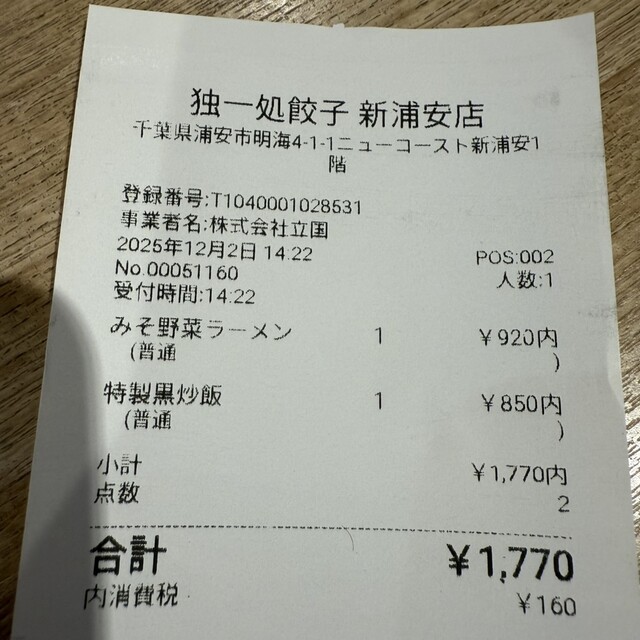 独一処餃子 新浦安店
千葉県浦安市明海4-1-1ニューコースト新浦安1
階
登録番号:T1040001028531
事業者名:株式会社立国
2025年12月2日 14:22 POS:002
No.00051160 人数:1
受付時間:14:22
みそ野菜ラーメン 1 ¥920内
(普通 )
特製黒炒飯 1 ¥850内
(普通 )
小計 ¥1,770内
点数 2
合計 ¥1,770
内消費税 ¥160